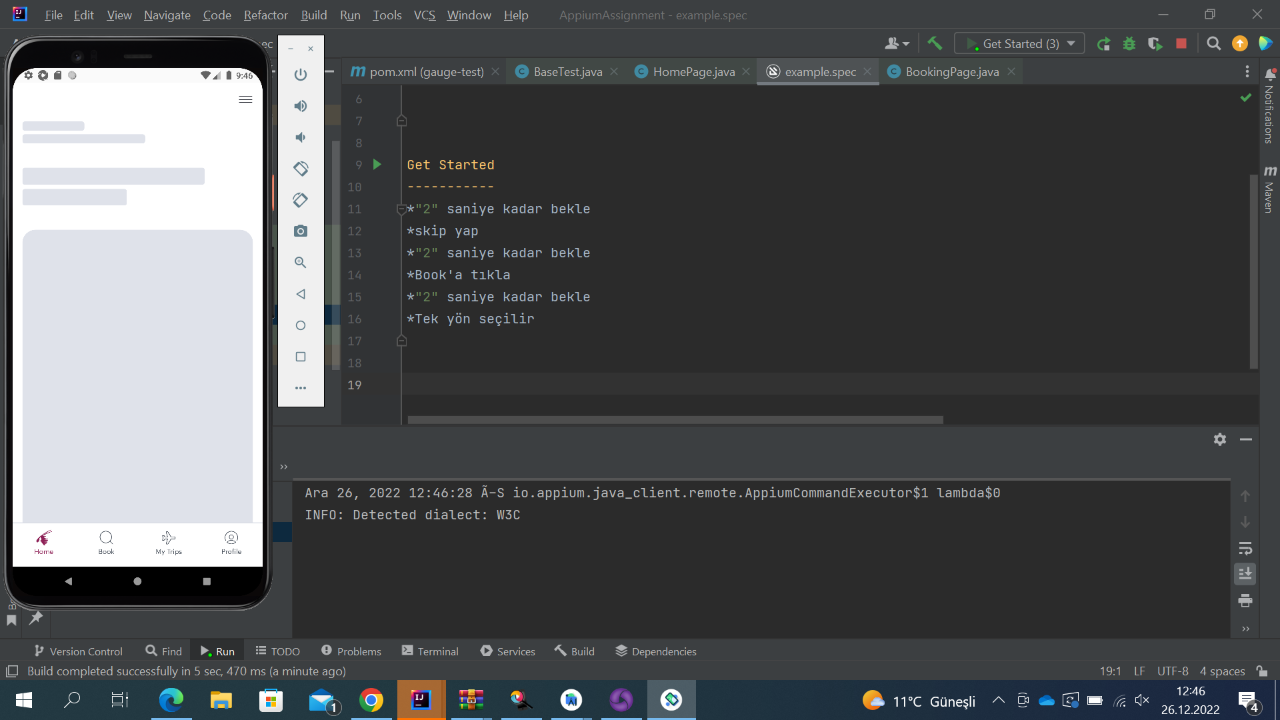 File Edit View Navigate Code Refactor Build Run Tools VCS Window Help AppiumAssignment - example.spec
Get Started (3)
pom.xml (gauge-test) BaseTest.java HomePage.java example.spec BookingPage.java
9:46
Home Book My Trips Profile
6
7
8
9 Get Started
10 -----------
11 *"2" saniye kadar bekle
12 *skip yap
13 *"2" saniye kadar bekle
14 *Book'a tıkla
15 *"2" saniye kadar bekle
16 *Tek yön seçilir
17
18
19
Notifications
Maven
Ara 26, 2022 12:46:28 Ã–S io.appium.java_client.remote.AppiumCommandExecutor$1 lambda$0
INFO: Detected dialect: W3C
Version Control Find Run TODO Problems Terminal Services Build Dependencies
Build completed successfully in 5 sec, 470 ms (a minute ago) 19:1 LF UTF-8 4 spaces
1 11°C Güneşli 12:46
26.12.2022 4